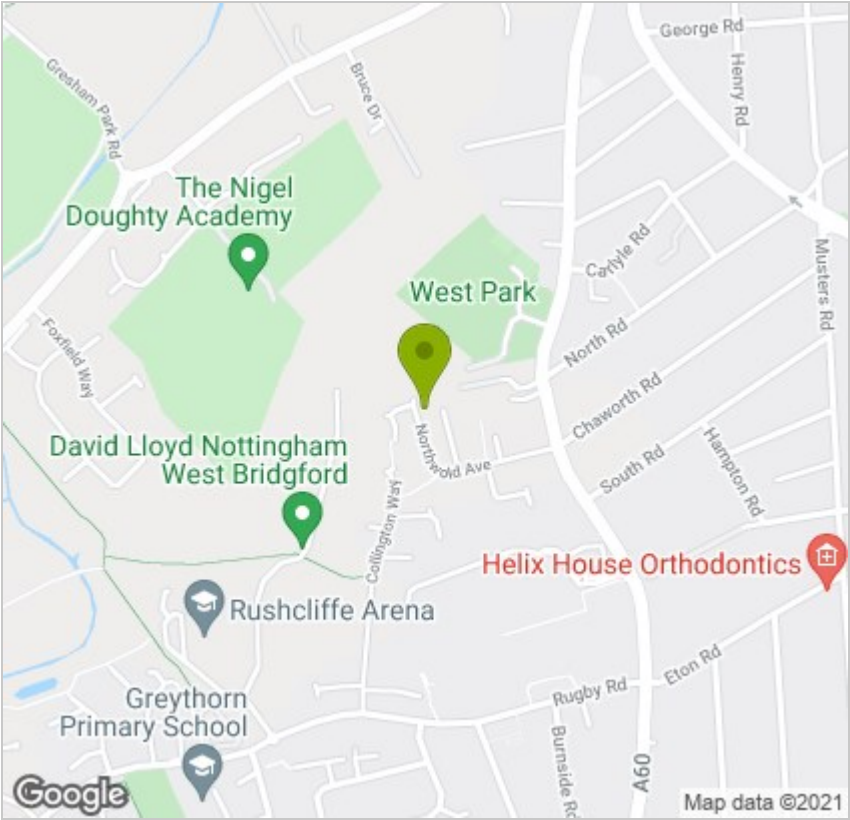 George Rd
Gresham Park Rd
Bruce Dr
Henry Rd
The Nigel
Doughty Academy
Carlyle Rd
Musters Rd
West Park
Foxfield Way
North Rd
Chaworth Rd
David Lloyd Nottingham
West Bridgford
Northwold Ave
South Rd
Hampton Rd
Collington Way
Helix House Orthodontics
Rushcliffe Arena
Eton Rd
Rugby Rd
Greythorn
Primary School
Burnside Rd
A60
Google
Map data ©2021